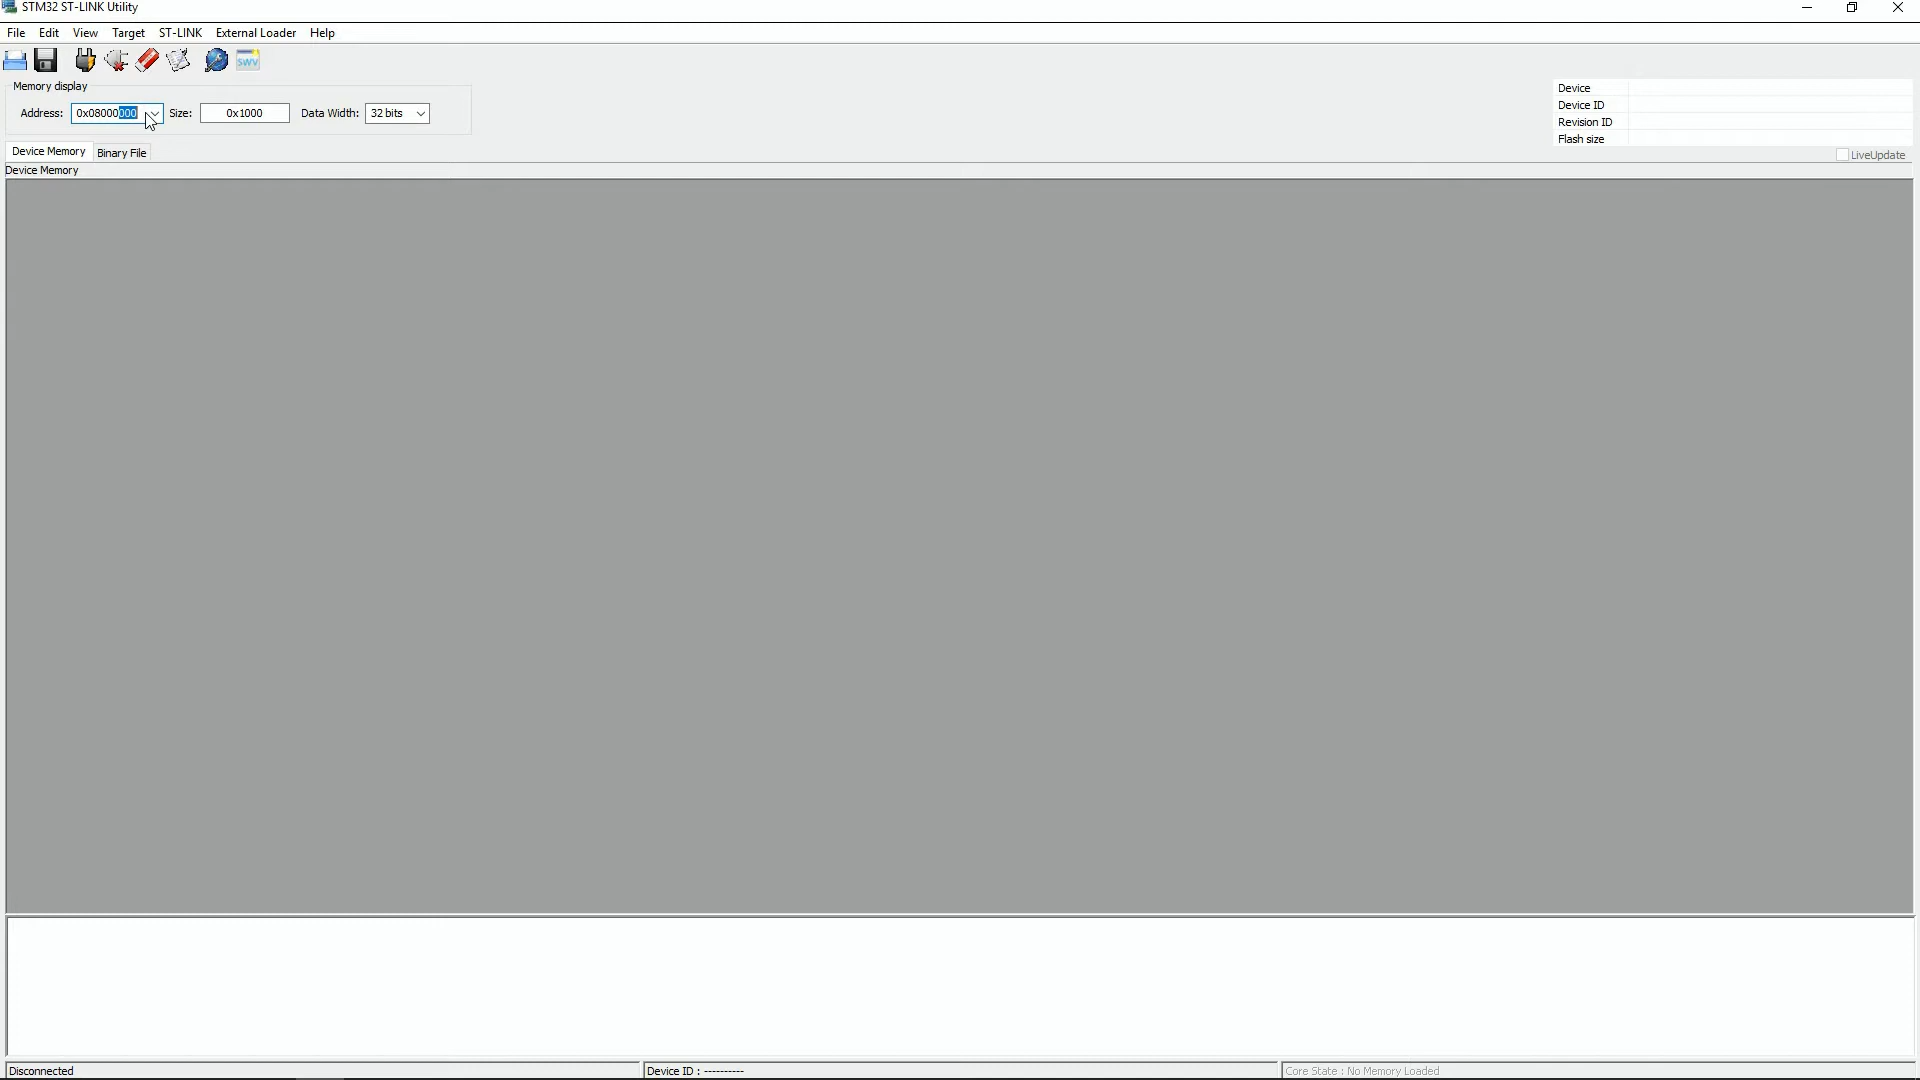 STM32 ST-LINK Utility
File Edit View Target ST-LINK External Loader Help
SWV
Memory display
Address: 0x08000000 Size: 0x1000 Data Width: 32 bits
Device
Device ID
Revision ID
Flash size
LiveUpdate
Device Memory Binary File
Device Memory
Disconnected Device ID : ---------- Core State : No Memory Loaded